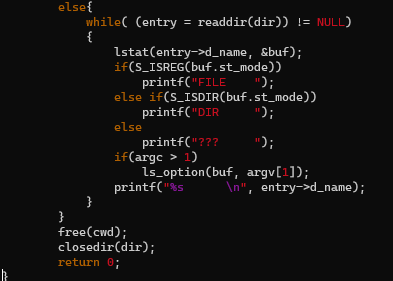 else{
while( (entry = readdir(dir)) != NULL)
{
lstat(entry->d_name, &buf);
if(S_ISREG(buf.st_mode))
printf("FILE    ");
else if(S_ISDIR(buf.st_mode))
printf("DIR     ");
else
printf("???     ");
if(argc > 1)
ls_option(buf, argv[1]);
printf("%s      \n", entry->d_name);
}
}
free(cwd);
closedir(dir);
return 0;
}